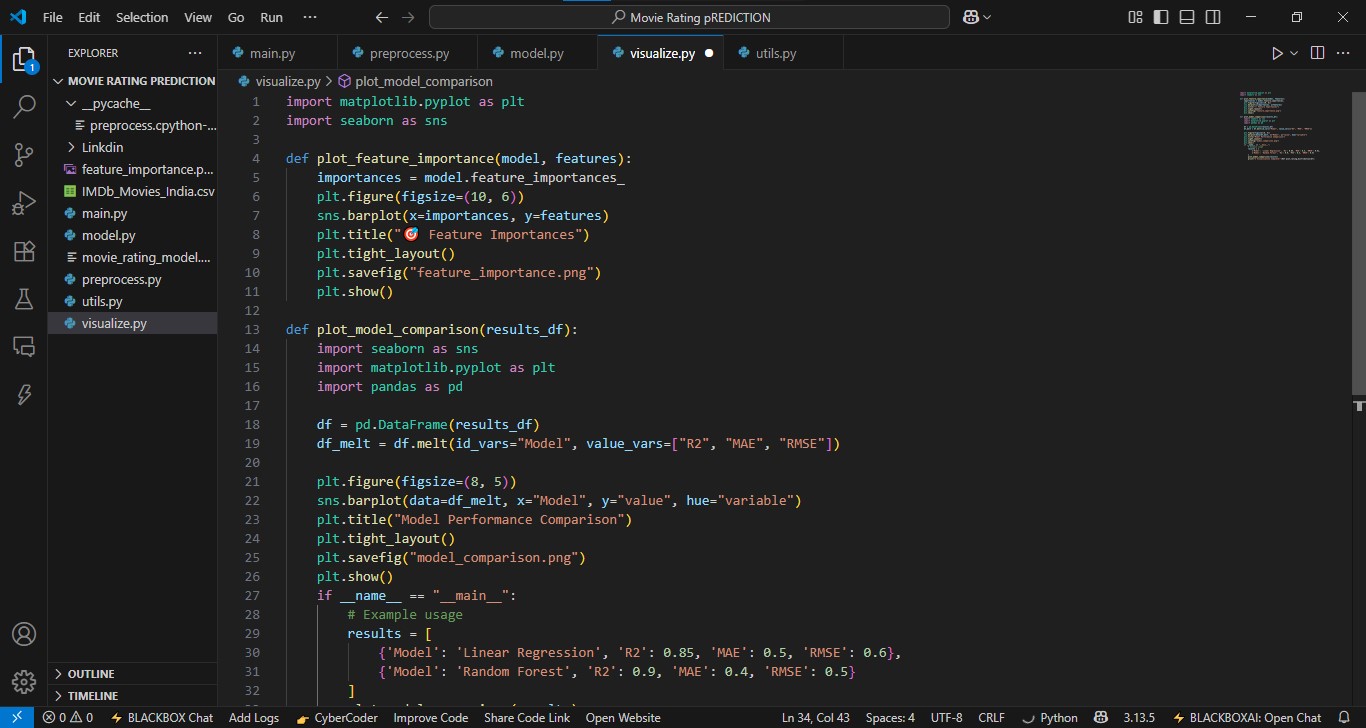 File Edit Selection View Go Run ··· Movie Rating pREDICTION
EXPLORER ···
MOVIE RATING PREDICTION
__pycache__
preprocess.cpython-...
Linkdin
feature_importance.p...
IMDb_Movies_India.csv
main.py
model.py
movie_rating_model....
preprocess.py
utils.py
visualize.py
OUTLINE
TIMELINE
1
main.py preprocess.py model.py visualize.py utils.py
visualize.py > plot_model_comparison
1 import matplotlib.pyplot as plt
2 import seaborn as sns
3
4 def plot_feature_importance(model, features):
5 importances = model.feature_importances_
6 plt.figure(figsize=(10, 6))
7 sns.barplot(x=importances, y=features)
8 plt.title("🎯 Feature Importances")
9 plt.tight_layout()
10 plt.savefig("feature_importance.png")
11 plt.show()
12
13 def plot_model_comparison(results_df):
14 import seaborn as sns
15 import matplotlib.pyplot as plt
16 import pandas as pd
17
18 df = pd.DataFrame(results_df)
19 df_melt = df.melt(id_vars="Model", value_vars=["R2", "MAE", "RMSE"])
20
21 plt.figure(figsize=(8, 5))
22 sns.barplot(data=df_melt, x="Model", y="value", hue="variable")
23 plt.title("Model Performance Comparison")
24 plt.tight_layout()
25 plt.savefig("model_comparison.png")
26 plt.show()
27 if __name__ == "__main__":
28 # Example usage
29 results = [
30 {'Model': 'Linear Regression', 'R2': 0.85, 'MAE': 0.5, 'RMSE': 0.6},
31 {'Model': 'Random Forest', 'R2': 0.9, 'MAE': 0.4, 'RMSE': 0.5}
32 ]
0 0 BLACKBOX Chat Add Logs CyberCoder Improve Code Share Code Link Open Website Ln 34, Col 43 Spaces: 4 UTF-8 CRLF Python 3.13.5 BLACKBOXAI: Open Chat